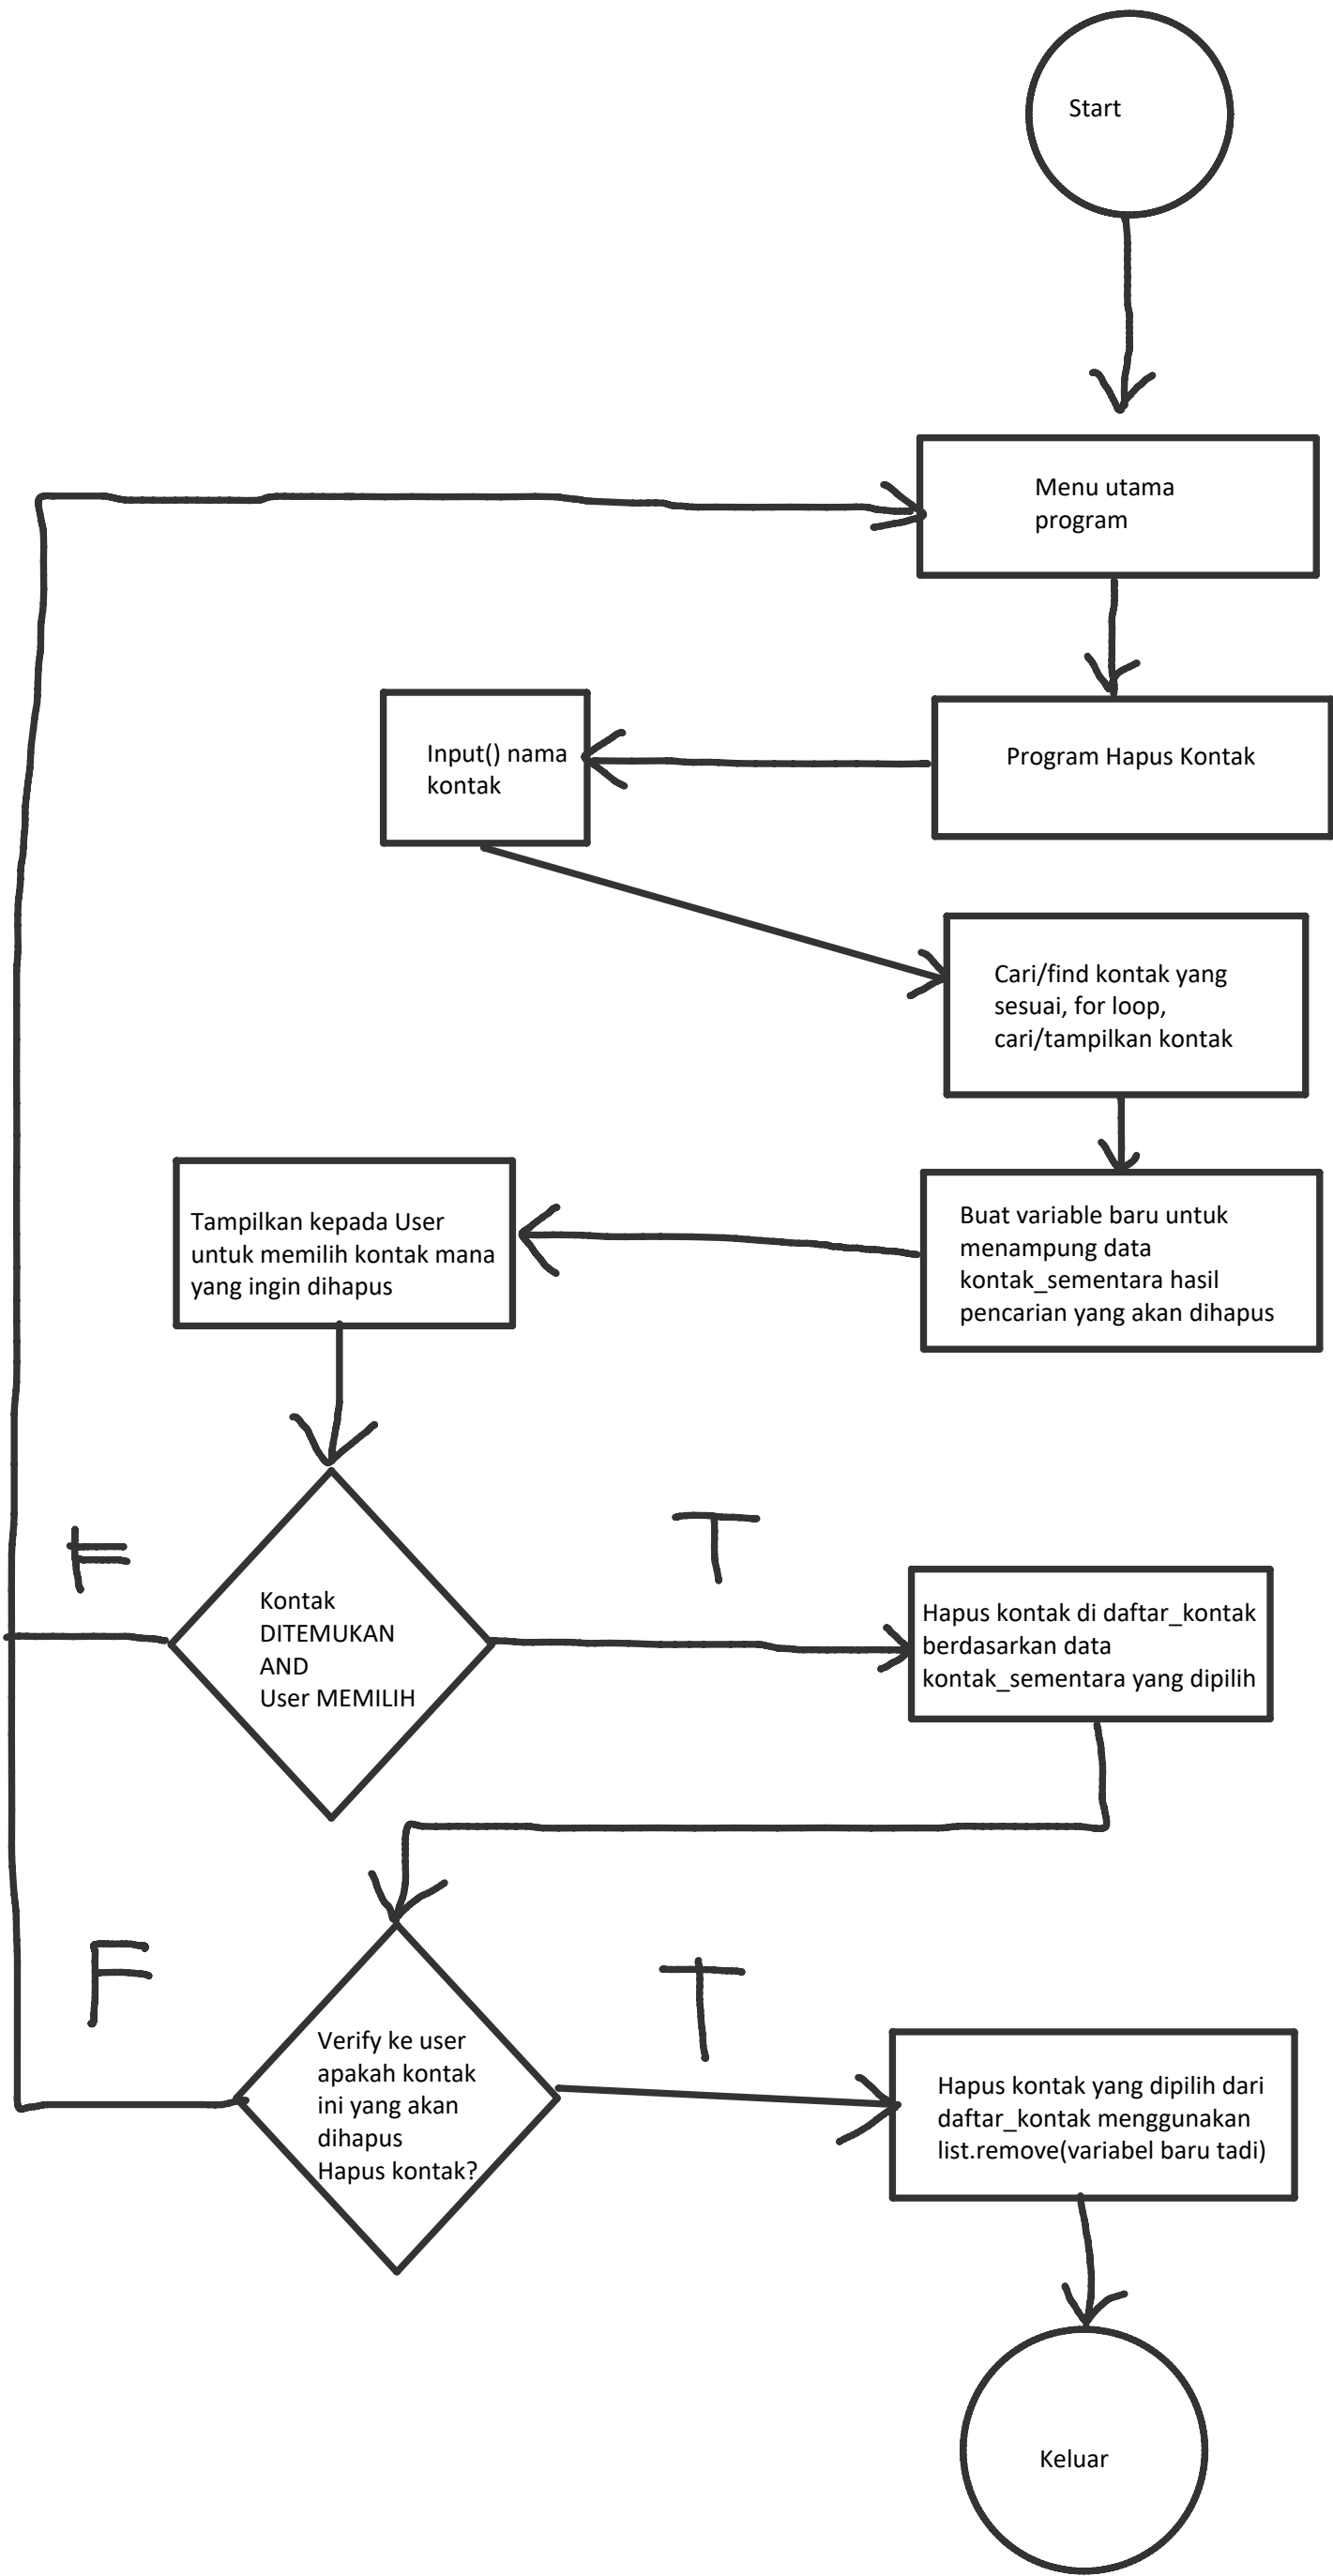 Start
Menu utama
program
Program Hapus Kontak
Input() nama
kontak
Cari/find kontak yang
sesuai, for loop,
cari/tampilkan kontak
Buat variable baru untuk
menampung data
kontak_sementara hasil
pencarian yang akan dihapus
Tampilkan kepada User
untuk memilih kontak mana
yang ingin dihapus
Kontak
DITEMUKAN
AND
User MEMILIH
F
T
Hapus kontak di daftar_kontak
berdasarkan data
kontak_sementara yang dipilih
Verify ke user
apakah kontak
ini yang akan
dihapus
Hapus kontak?
F
T
Hapus kontak yang dipilih dari
daftar_kontak menggunakan
list.remove(variabel baru tadi)
Keluar